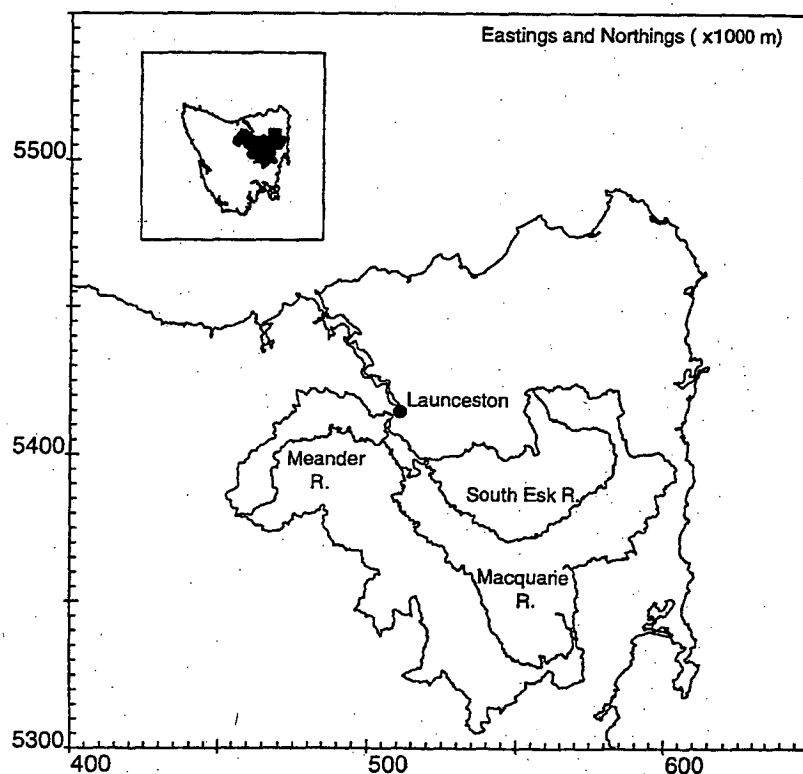 Eastings and Northings ( x1000 m)
5500
Launceston
5400
Meander
R.
South Esk R.
Macquarie
R.
5300
400
500
600